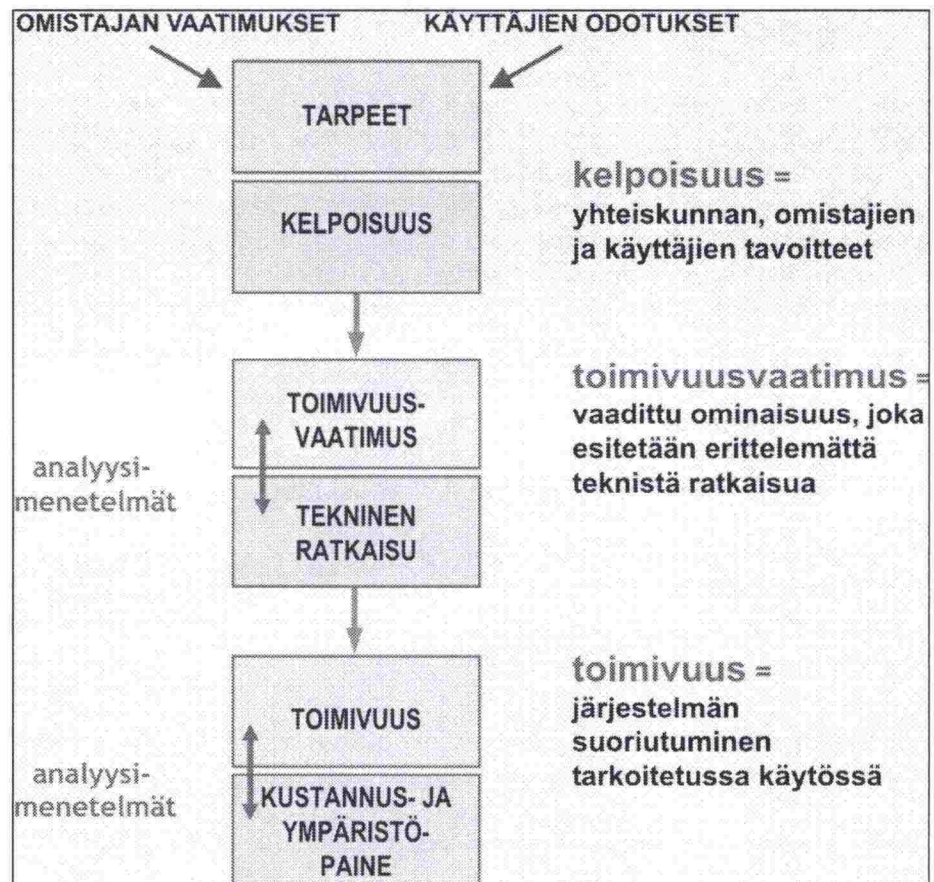 OMISTAJAN VAATIMUKSET
KÄYTTÄJIEN ODOTUKSET
TARPEET
KELPOISUUS
kelpoisuus =
yhteiskunnan, omistajien
ja käyttäjien tavoitteet
TOIMIVUUS-
VAATIMUS
TEKNINEN
RATKAISU
analyysi-
menetelmät
toimivuusvaatimus =
vaadittu ominaisuus, joka
esitetään erittelemättä
teknistä ratkaisua
TOIMIVUUS
KUSTANNUS- JA
YMPÄRISTÖ-
PAINE
analyysi-
menetelmät
toimivuus =
järjestelmän
suoriutuminen
tarkoitetussa käytössä